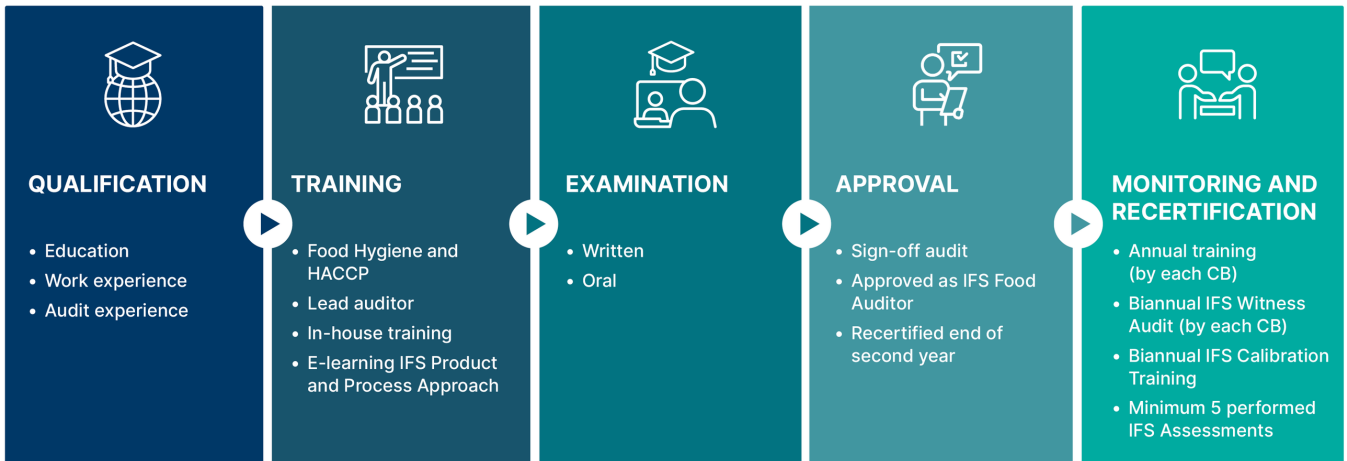 QUALIFICATION
• Education
• Work experience
• Audit experience
TRAINING
• Food Hygiene and
HACCP
• Lead auditor
• In-house training
• E-learning IFS Product
and Process Approach
EXAMINATION
• Written
• Oral
APPROVAL
• Sign-off audit
• Approved as IFS Food
Auditor
• Recertified end of
second year
MONITORING AND
RECERTIFICATION
• Annual training
(by each CB)
• Biannual IFS Witness
Audit (by each CB)
• Biannual IFS Calibration
Training
• Minimum 5 performed
IFS Assessments